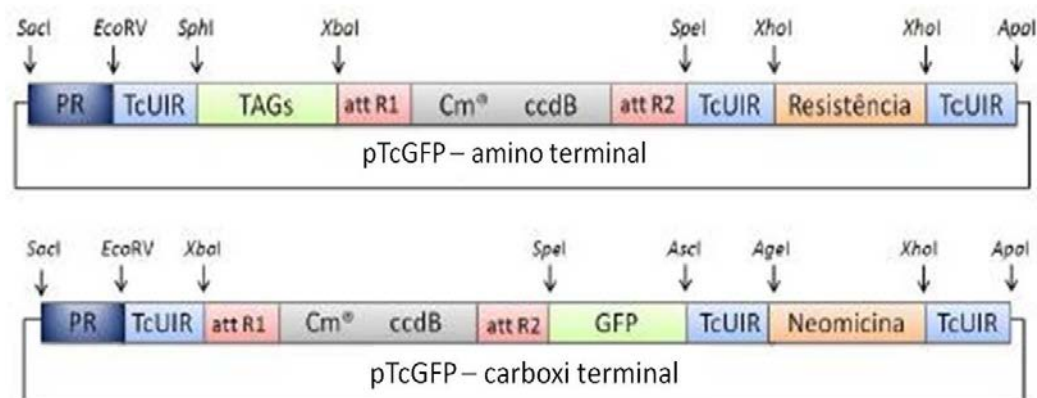 SacI EcoRV SphI XbaI SpeI XhoI XhoI ApaI
PR TcUIR TAGs att R1 Cm® ccdB att R2 TcUIR Resistência TcUIR
pTcGFP – amino terminal
SacI EcoRV XbaI SpeI AscI AgeI XhoI ApaI
PR TcUIR att R1 Cm® ccdB att R2 GFP TcUIR Neomicina TcUIR
pTcGFP – carboxi terminal